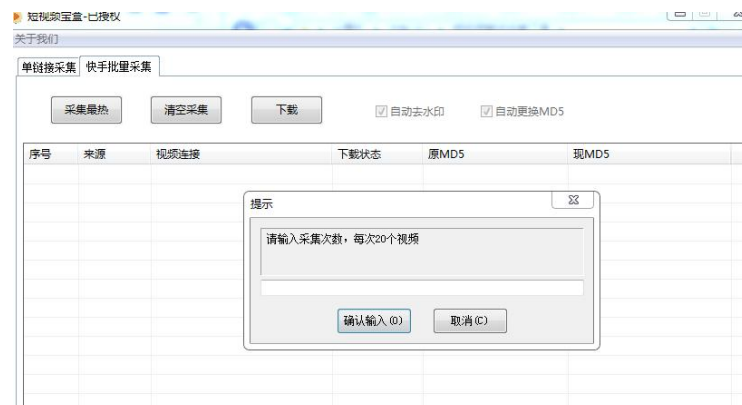 短视频宝盒-已授权
关于我们
单链接采集 快手批量采集
采集最热 清空采集 下载 自动去水印 自动更换MD5
序号 来源 视频连接 下载状态 原MD5 现MD5
提示
请输入采集次数，每次20个视频
确认输入(O) 取消(C)